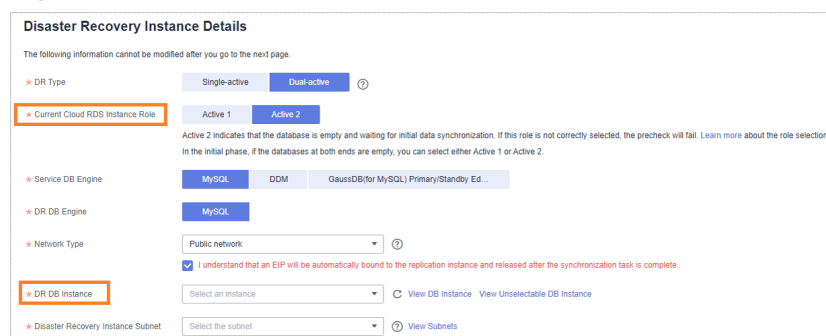 Disaster Recovery Instance Details
The following information cannot be modified after you go to the next page.
* DR Type Single-active Dual-active ?
* Current Cloud RDS Instance Role Active 1 Active 2
Active 2 indicates that the database is empty and waiting for initial data synchronization. If this role is not correctly selected, the precheck will fail. Learn more about the role selection
In the initial phase, if the databases at both ends are empty, you can select either Active 1 or Active 2.
* Service DB Engine MySQL DDM GaussDB(for MySQL) Primary/Standby Ed...
* DR DB Engine MySQL
* Network Type Public network ?
I understand that an EIP will be automatically bound to the replication instance and released after the synchronization task is complete.
* DR DB Instance Select an instance C View DB Instance View Unselectable DB Instance
* Disaster Recovery Instance Subnet Select the subnet ? View Subnets